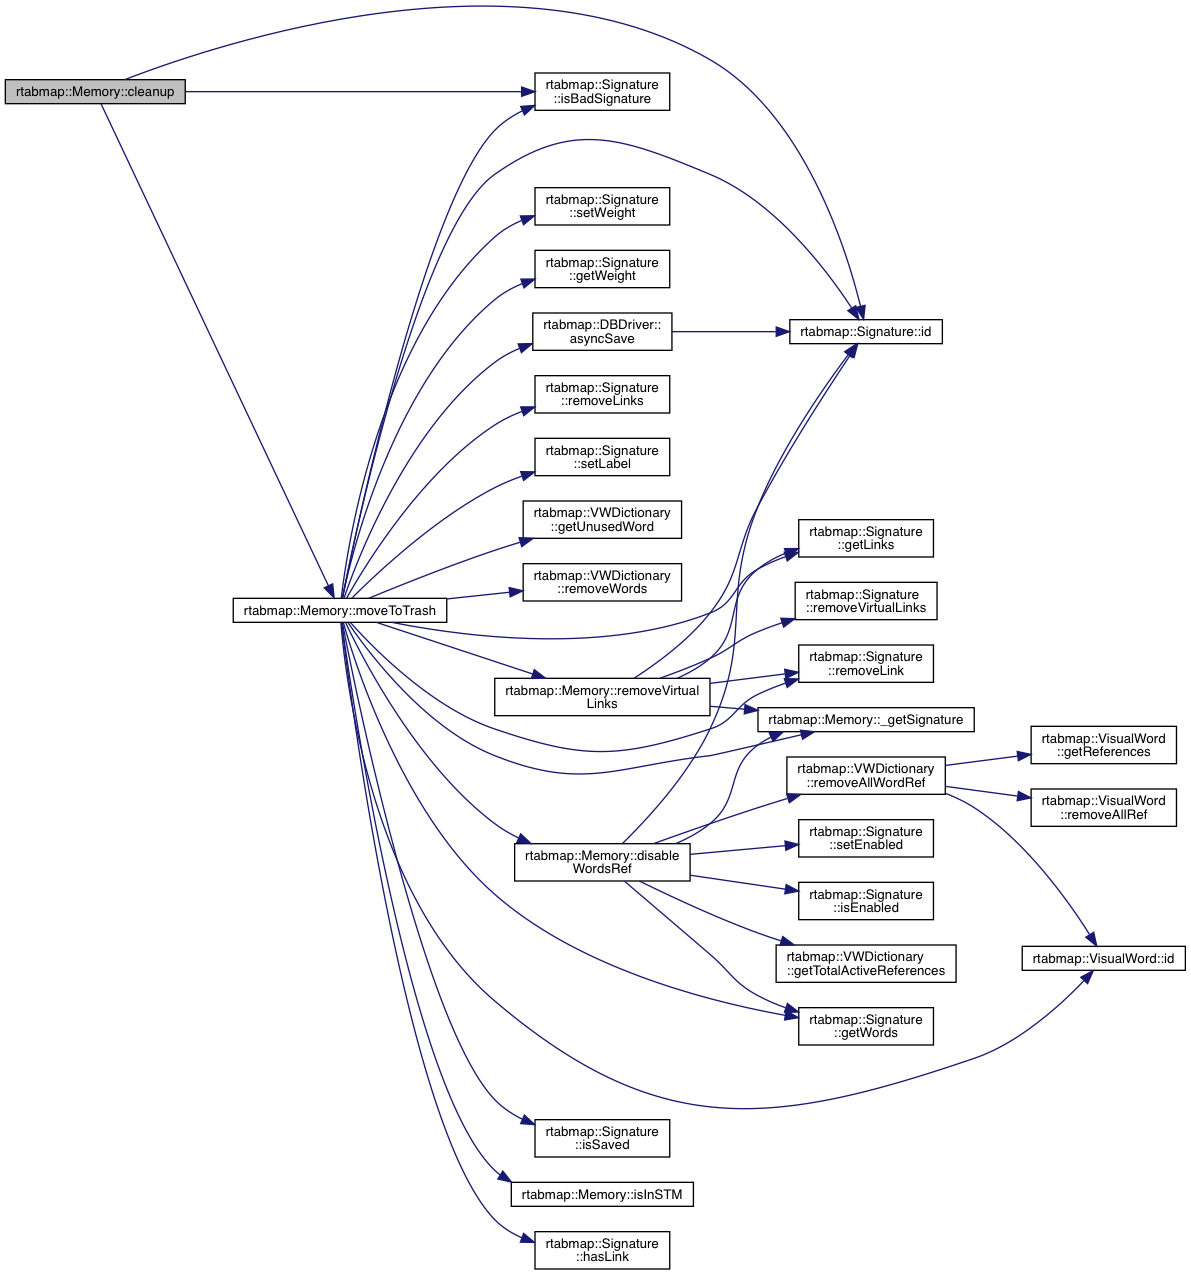 rtabmap::Memory::cleanup
rtabmap::Signature
::isBadSignature
rtabmap::Signature
::setWeight
rtabmap::Signature
::getWeight
rtabmap::DBDriver::
asyncSave
rtabmap::Signature::id
rtabmap::Signature
::removeLinks
rtabmap::Signature
::setLabel
rtabmap::VWDictionary
::getUnusedWord
rtabmap::Signature
::getLinks
rtabmap::VWDictionary
::removeWords
rtabmap::Signature
::removeVirtualLinks
rtabmap::Memory::moveToTrash
rtabmap::Signature
::removeLink
rtabmap::Memory::removeVirtual
Links
rtabmap::Memory::_getSignature
rtabmap::VisualWord
::getReferences
rtabmap::VWDictionary
::removeAllWordRef
rtabmap::VisualWord
::removeAllRef
rtabmap::Signature
::setEnabled
rtabmap::Memory::disable
WordsRef
rtabmap::Signature
::isEnabled
rtabmap::VWDictionary
::getTotalActiveReferences
rtabmap::VisualWord::id
rtabmap::Signature
::getWords
rtabmap::Signature
::isSaved
rtabmap::Memory::isInSTM
rtabmap::Signature
::hasLink